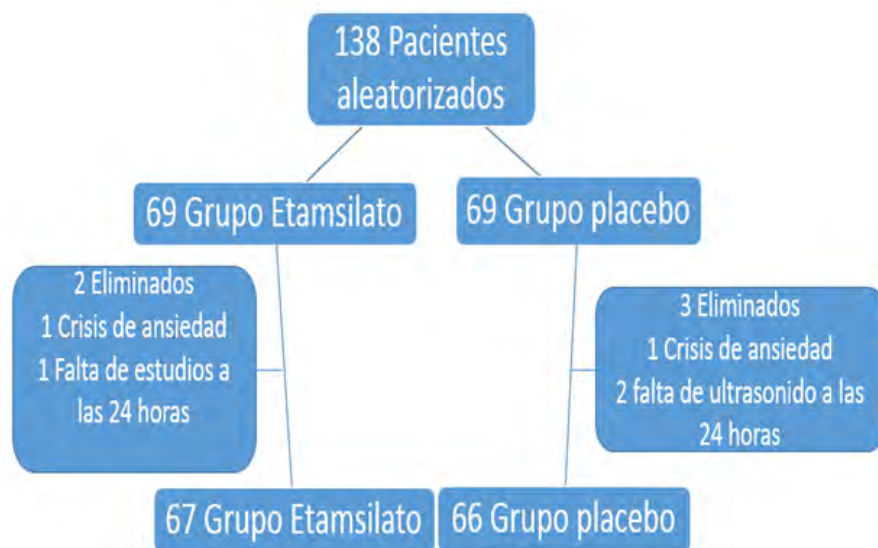 138 Pacientes
aleatorizados
69 Grupo Etamsilato
69 Grupo placebo
2 Eliminados
1 Crisis de ansiedad
1 Falta de estudios a
las 24 horas
3 Eliminados
1 Crisis de ansiedad
2 falta de ultrasonido a las
24 horas
67 Grupo Etamsilato
66 Grupo placebo